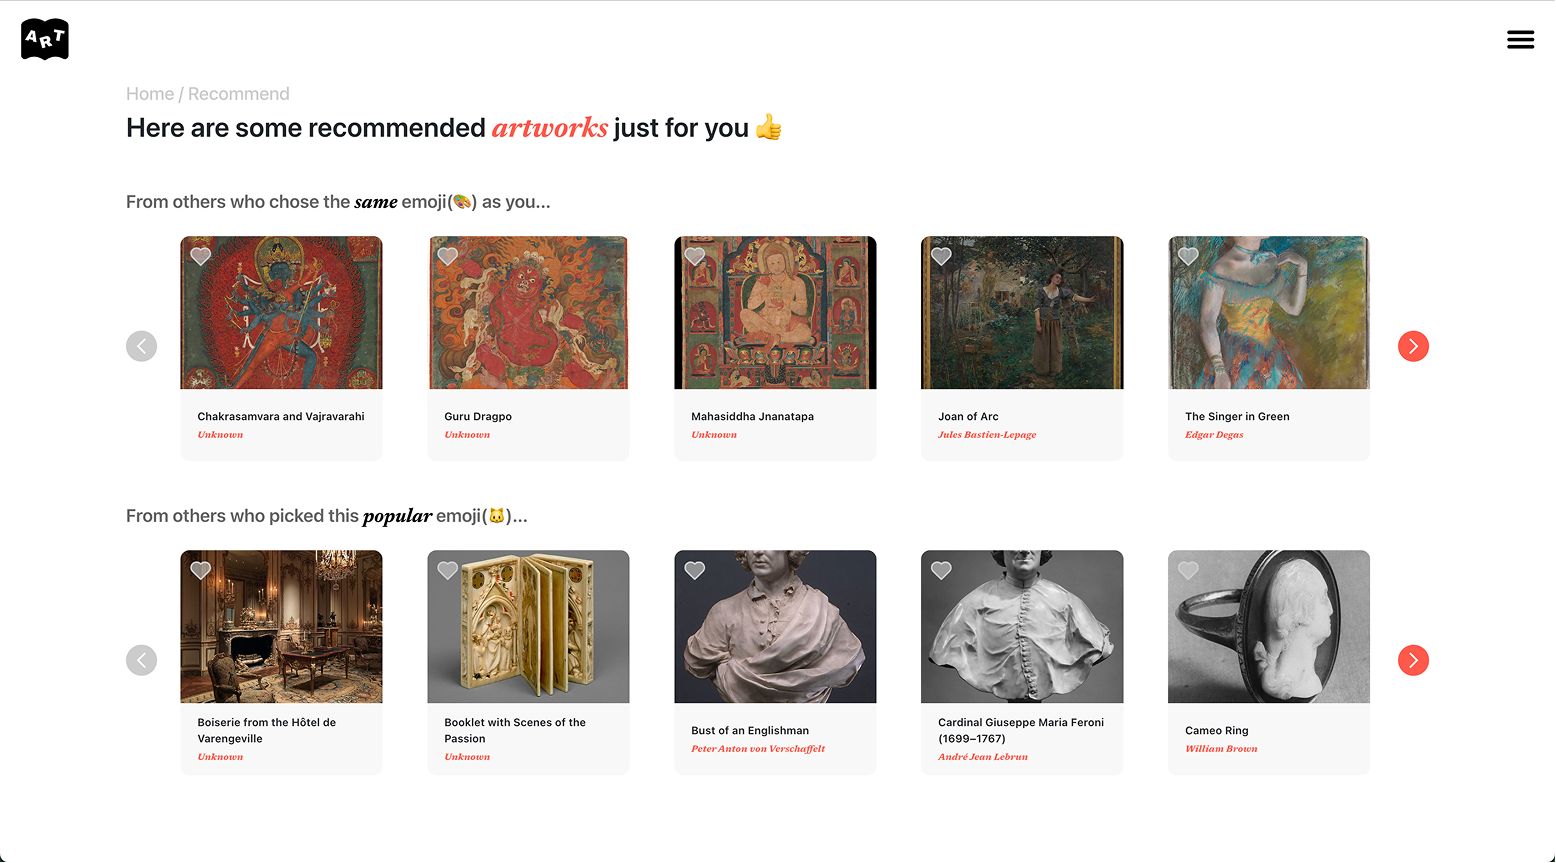 ART
Home / Recommend
Here are some recommended artworks just for you 👍
From others who chose the same emoji(🎨) as you...
Chakrasamvara and Vajravarahi
Unknown
Guru Dragpo
Unknown
Mahasiddha Jnanatapa
Unknown
Joan of Arc
Jules Bastien-Lepage
The Singer in Green
Edgar Degas
From others who picked this popular emoji(🐱)...
Boiserie from the Hôtel de
Varengeville
Unknown
Booklet with Scenes of the
Passion
Unknown
Bust of an Englishman
Peter Anton von Verschaffelt
Cardinal Giuseppe Maria Feroni
(1699–1767)
André Jean Lebrun
Cameo Ring
William Brown